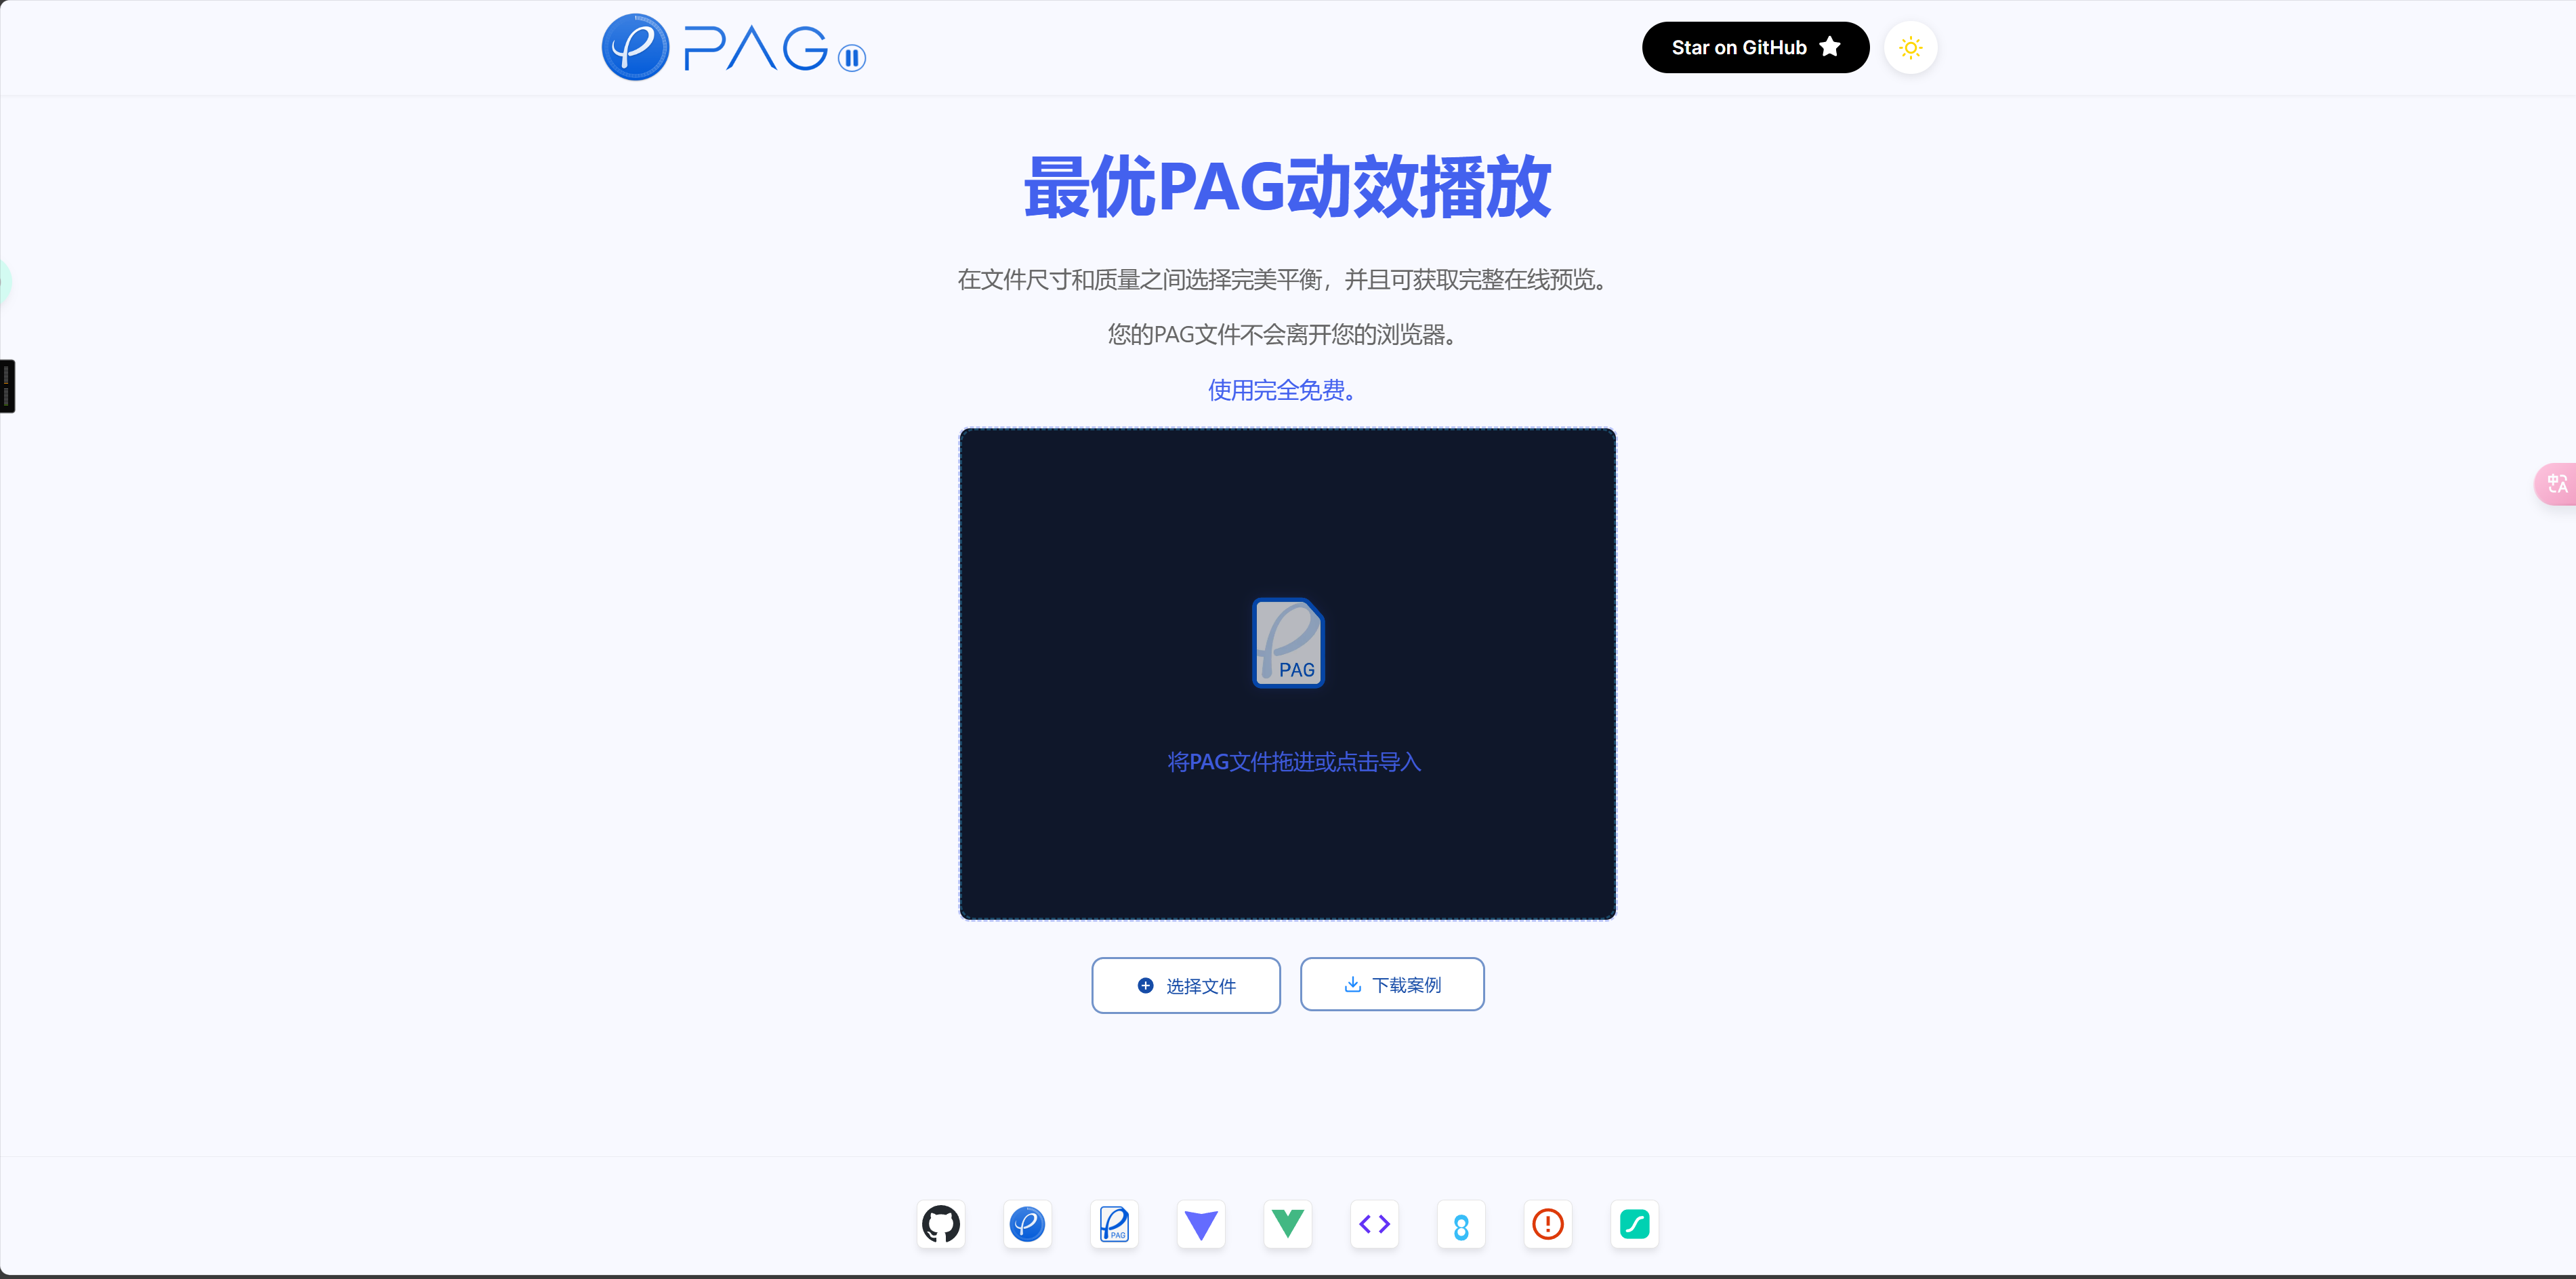 PAG
Star on GitHub
最优PAG动效播放
在文件尺寸和质量之间选择完美平衡，并且可获取完整在线预览。
您的PAG文件不会离开您的浏览器。
使用完全免费。
PAG
将PAG文件拖进或点击导入
选择文件
下载案例
PAG